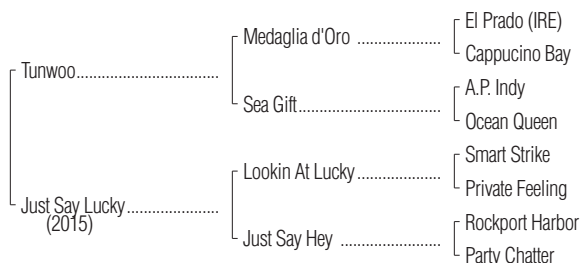 El Prado (IRE)
Medaglia d'Oro
Cappucino Bay
Tunwoo
A.P. Indy
Sea Gift
Ocean Queen
Smart Strike
Lookin At Lucky
Private Feeling
Just Say Lucky
(2015)
Rockport Harbor
Just Say Hey
Party Chatter